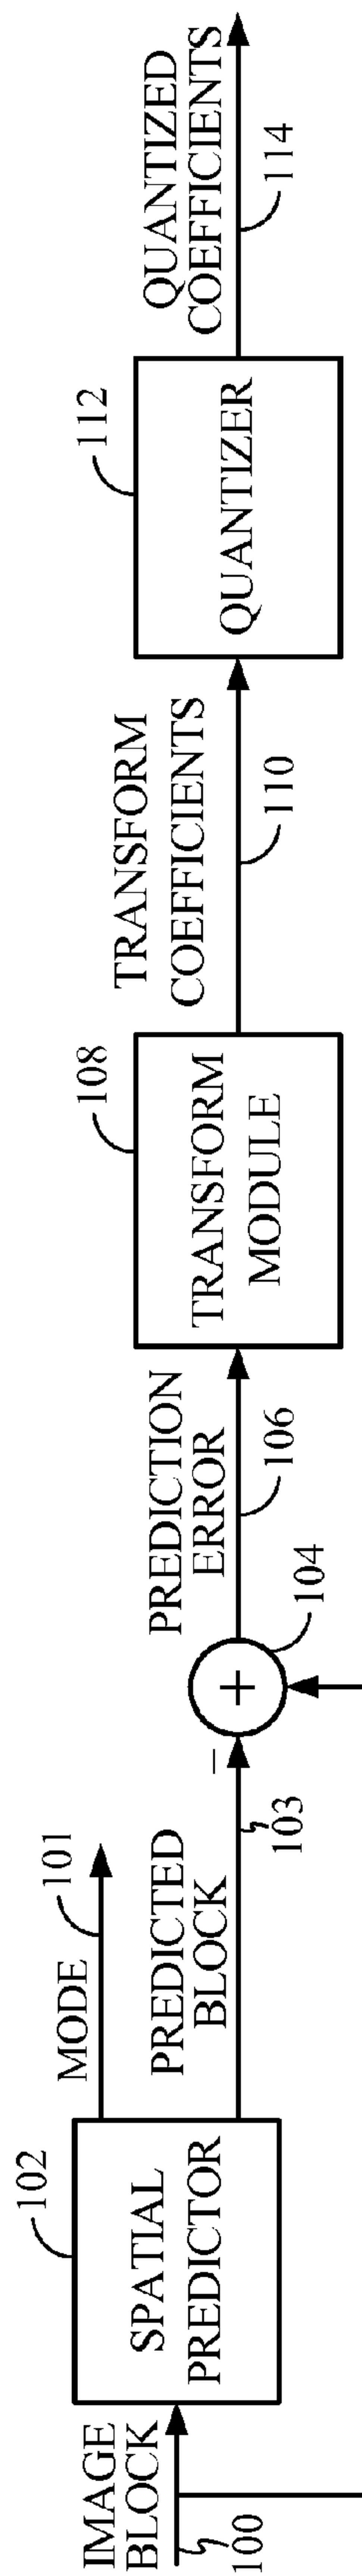 IMAGE
BLOCK
100
102
SPATIAL
PREDICTOR
MODE
101
PREDICTED
BLOCK
103
–
+
104
PREDICTION
ERROR
106
108
TRANSFORM
MODULE
TRANSFORM
COEFFICIENTS
110
112
QUANTIZER
QUANTIZED
COEFFICIENTS
114